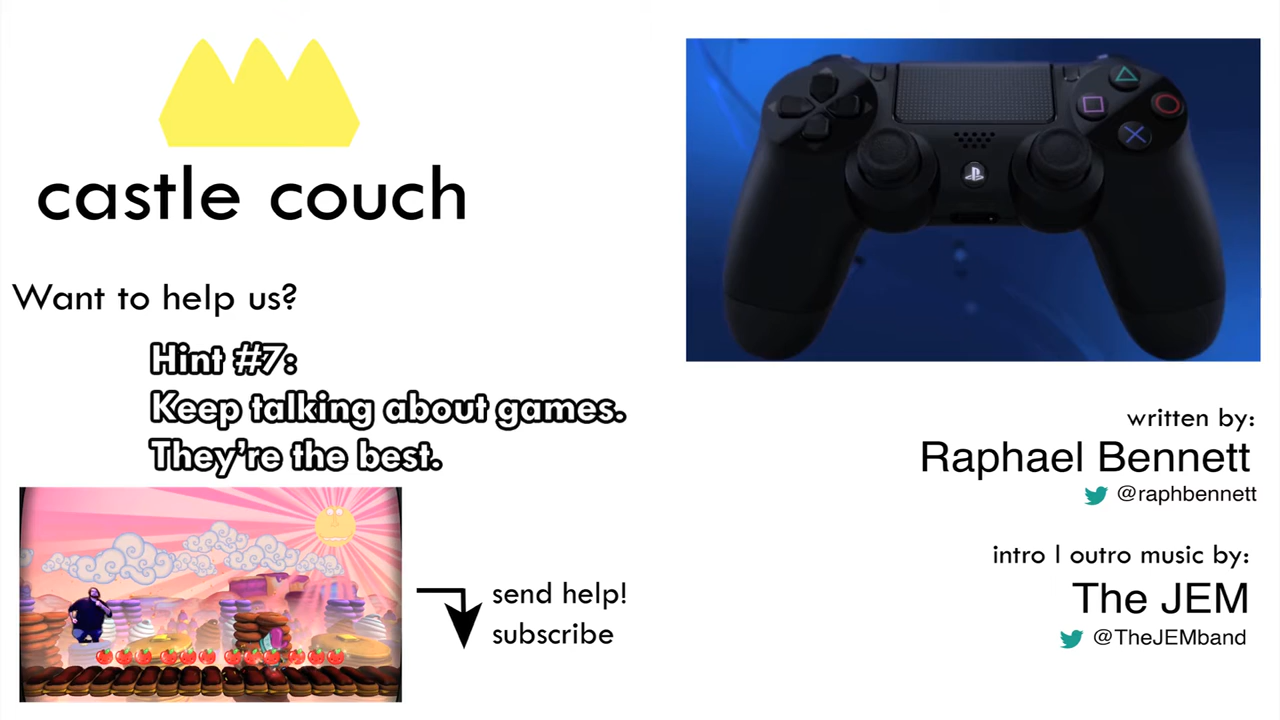 castle couch
Want to help us?
Hint #7:
Keep talking about games.
They're the best.
send help!
subscribe
written by:
Raphael Bennett
@raphbennett
intro | outro music by:
The JEM
@TheJEMband